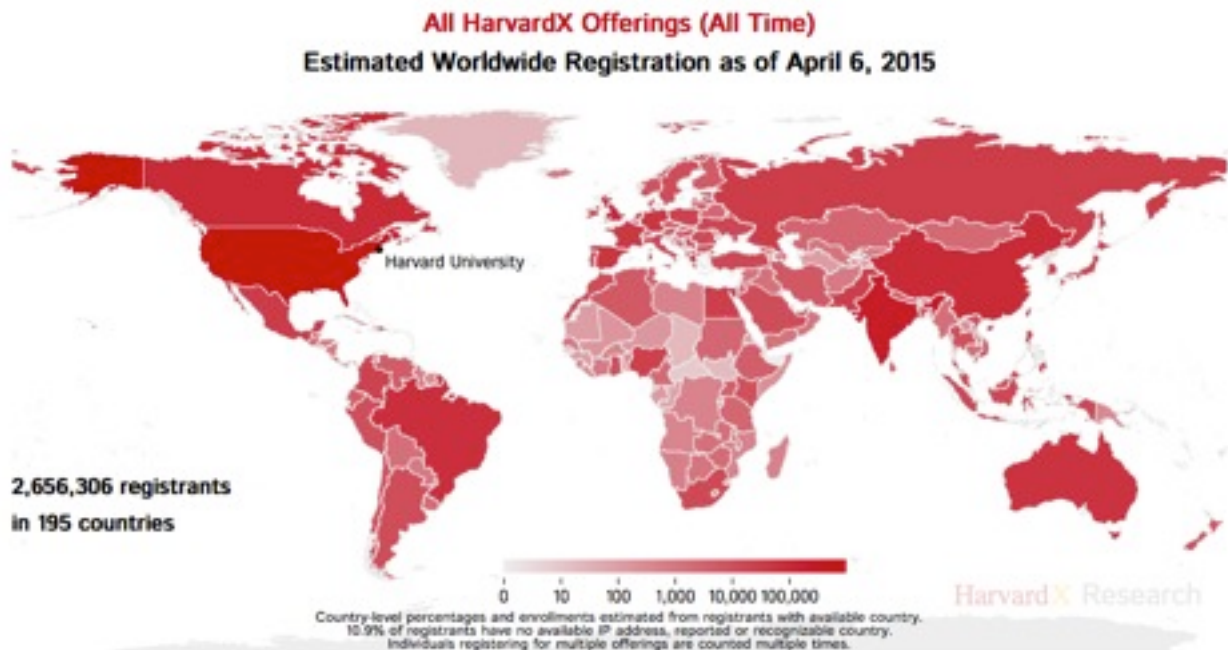 All HarvardX Offerings (All Time)
Estimated Worldwide Registration as of April 6, 2015
Harvard University
2,656,306 registrants
in 195 countries
0 10 100 1,000 10,000 100,000
HarvardX Research
Country-level percentages and enrollments estimated from registrants with available country.
10.9% of registrants have no available IP address, reported or recognizable country.
Individuals registering for multiple offerings are counted multiple times.